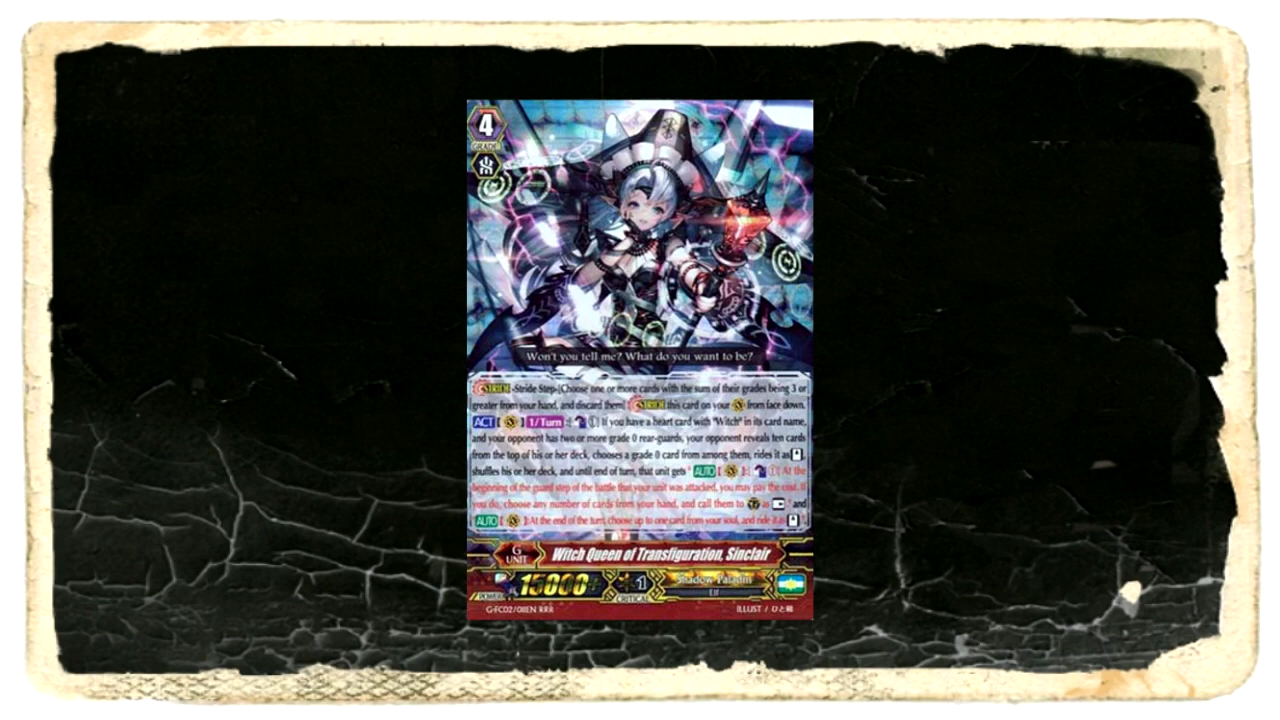 4
GRADE
Won't you tell me? What do you want to be?
STRIDE -Stride Step-[Choose one or more cards with the sum of their grades being 3 or
greater from your hand, and discard them] STRIDE this card on your from face down.
ACT [ ] 1/Turn : [ (1)] If you have a heart card with "Witch" in its card name,
and your opponent has two or more grade 0 rear-guards, your opponent reveals ten cards
from the top of his or her deck, chooses a grade 0 card from among them, rides it as ,
shuffles his or her deck, and until end of turn, that unit gets "AUTO [ ]: [ (1)] At the
beginning of the guard step of the battle that your unit was attacked, you may pay the cost. If
you do, choose any number of cards from your hand, and call them to as ." and
"AUTO [ ]: At the end of the turn, choose up to one card from your soul, and ride it as ."
G UNIT
Witch Queen of Transfiguration, Sinclair
POWER 15000+ 1 CRITICAL
Shadow Paladin
Elf
G-FC02/011EN RRR ILLUST / ひと和